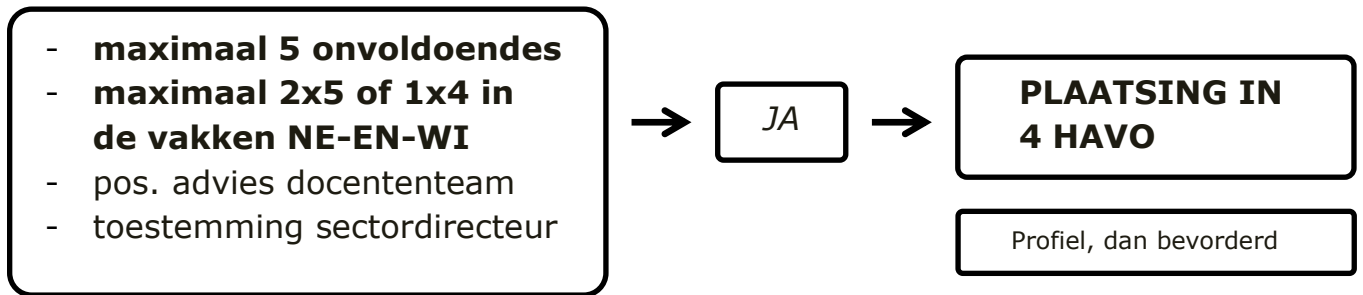 - maximaal 5 onvoldoendes
- maximaal 2x5 of 1x4 in
de vakken NE-EN-WI
- pos. advies docententeam
- toestemming sectordirecteur
JA
PLAATSING IN
4 HAVO
Profiel, dan bevorderd